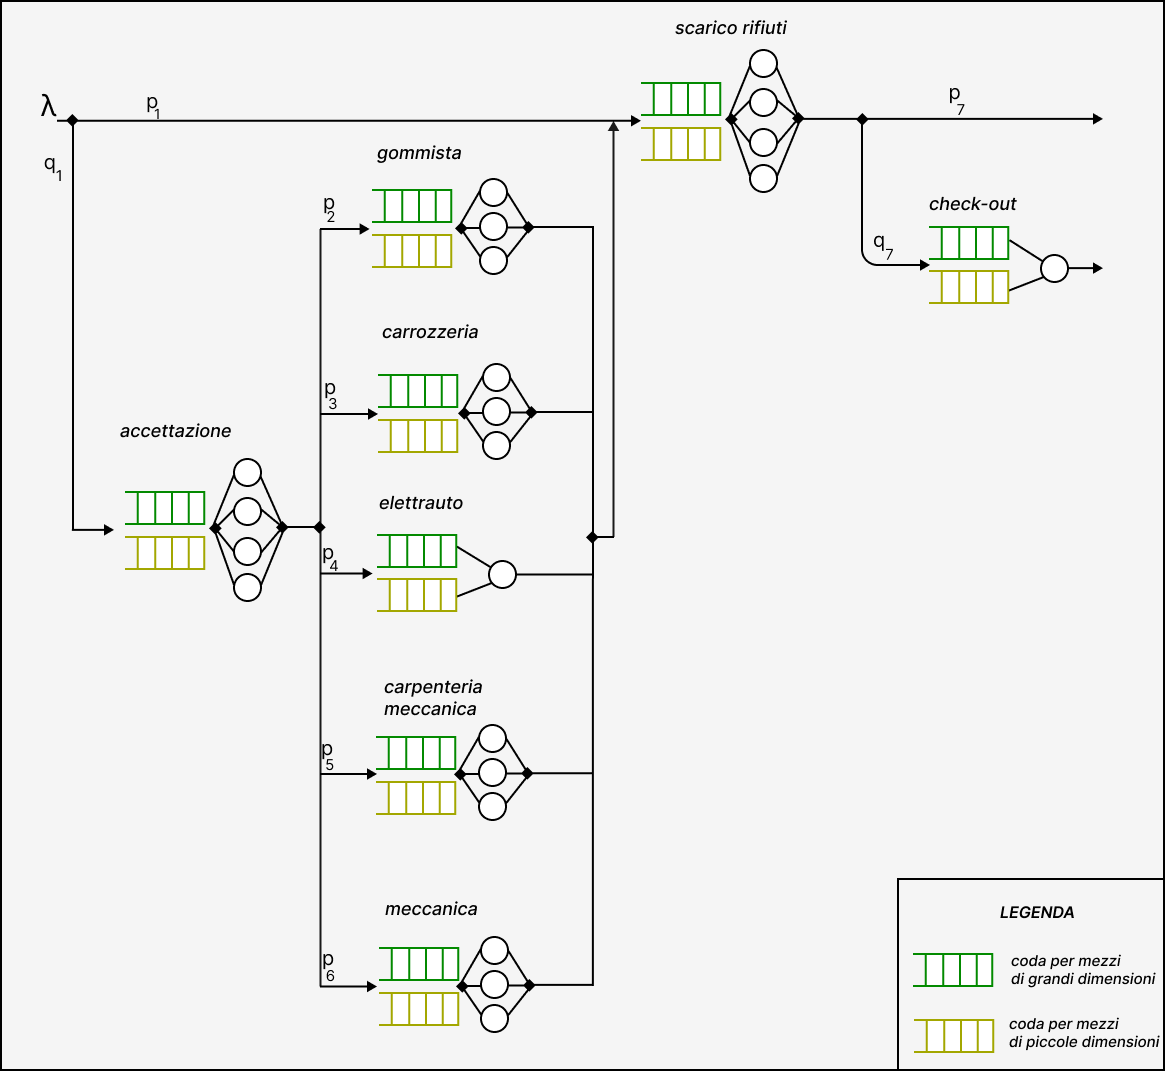 scarico rifiuti
λ
p1
p7
q1
gommista
p2
check-out
q7
carrozzeria
p3
accettazione
elettrauto
p4
carpenteria
meccanica
p5
meccanica
p6
LEGENDA
coda per mezzi
di grandi dimensioni
coda per mezzi
di piccole dimensioni